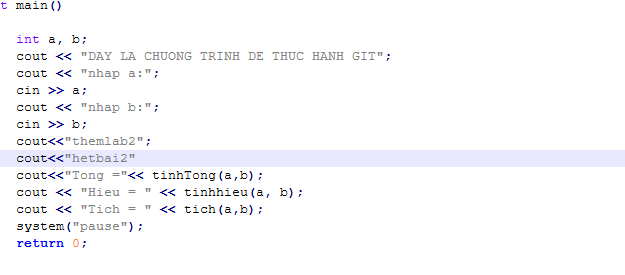 t main()
int a, b;
cout << "DAY LA CHUONG TRINH DE THUC HANH GIT";
cout << "nhap a:";
cin >> a;
cout << "nhap b:";
cin >> b;
cout<<"themlab2";
cout<<"hetbai2"
cout<<"Tong ="<< tinhTong(a,b);
cout << "Hieu = " << tinhhieu(a, b);
cout << "Tich = " << tich(a,b);
system("pause");
return 0;